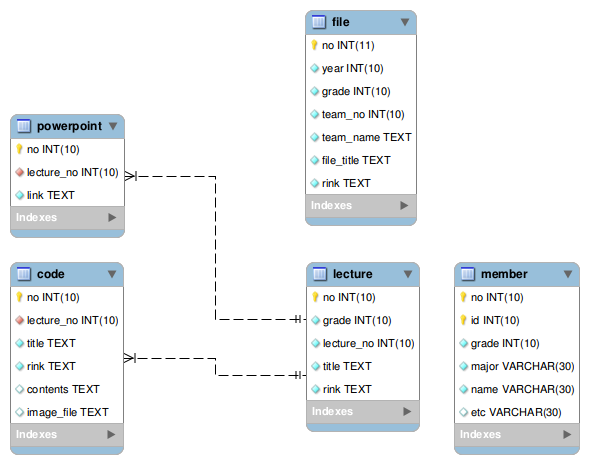 file
no INT(11)
year INT(10)
grade INT(10)
team_no INT(10)
team_name TEXT
file_title TEXT
rink TEXT
Indexes
powerpoint
no INT(10)
lecture_no INT(10)
link TEXT
Indexes
code
no INT(10)
lecture_no INT(10)
title TEXT
rink TEXT
contents TEXT
image_file TEXT
Indexes
lecture
no INT(10)
grade INT(10)
lecture_no INT(10)
title TEXT
rink TEXT
Indexes
member
no INT(10)
id INT(10)
grade INT(10)
major VARCHAR(30)
name VARCHAR(30)
etc VARCHAR(30)
Indexes